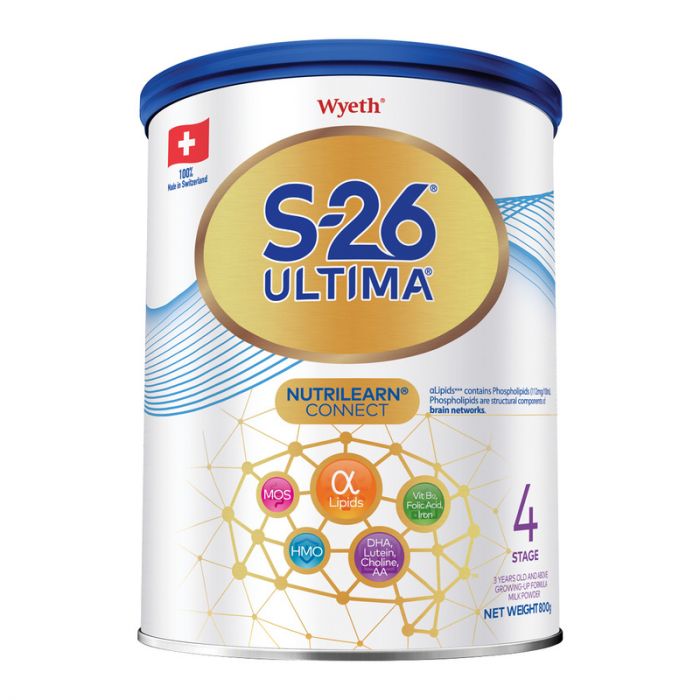 Wyeth®
100%
Made in Switzerland
S-26®
ULTIMA®
NUTRILEARN®
CONNECT
αLipids*** contains Phospholipids (112mg/100mL).
Phospholipids are structural components of
brain networks.
MOS
α
Lipids
Vit B12,
Folic Acid,
Iron
HMO
DHA,
Lutein,
Choline,
AA
4
STAGE
3 YEARS OLD AND ABOVE
GROWING-UP FORMULA
MILK POWDER
NET WEIGHT 800g